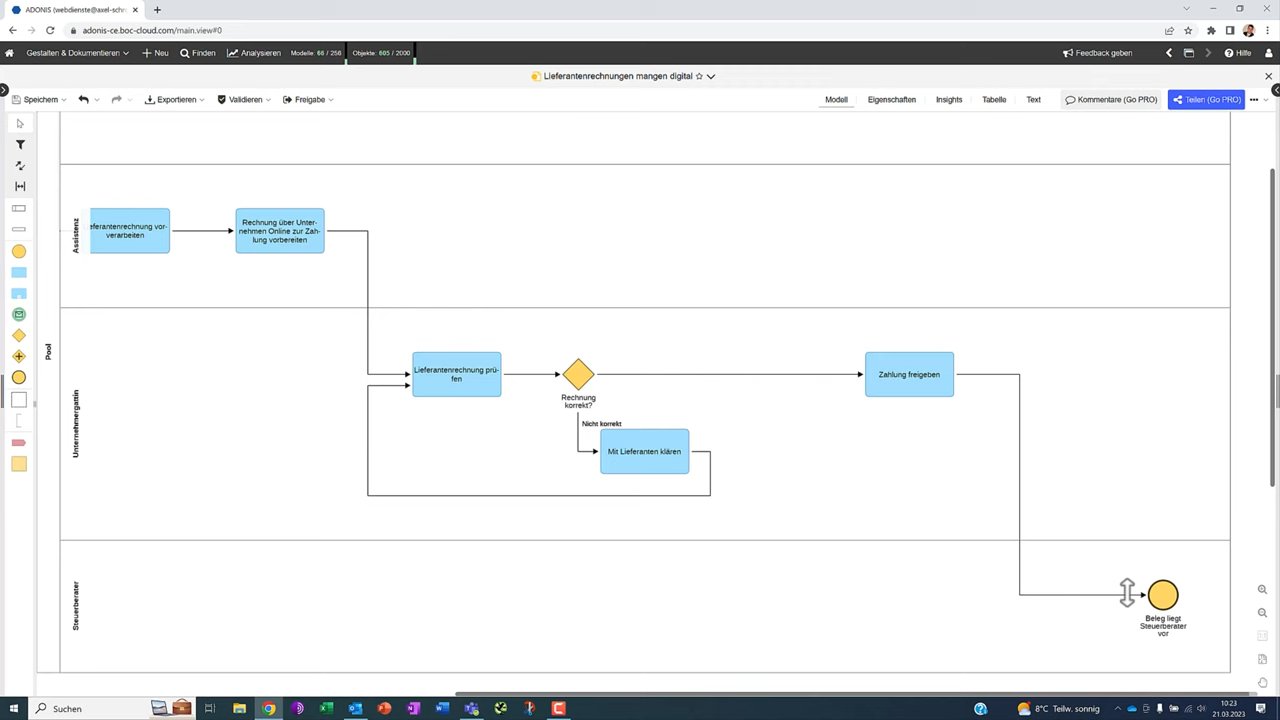 ADONIS (webdienste@axel-schr
adonis-ce.boc-cloud.com/main.view#0
Gestalten & Dokumentieren
Neu
Finden
Analysieren
Modelle: 66 / 256
Objekte: 605 / 2000
Feedback geben
Hilfe
Lieferantenrechnungen mangen digital
Speichern
Exportieren
Validieren
Freigabe
Modell
Eigenschaften
Insights
Tabelle
Text
Kommentare (Go PRO)
Teilen (Go PRO)
Pool
Assistenz
eferantenrechnung vor-
verarbeiten
Rechnung über Unter-
nehmen Online zur Zah-
lung vorbereiten
Unternehmergattin
Lieferantenrechnung prü-
fen
Rechnung
korrekt?
Nicht korrekt
Mit Lieferanten klären
Zahlung freigeben
Steuerberater
Beleg liegt
Steuerberater
vor
Suchen
8°C Teilw. sonnig
10:23
21.03.2023